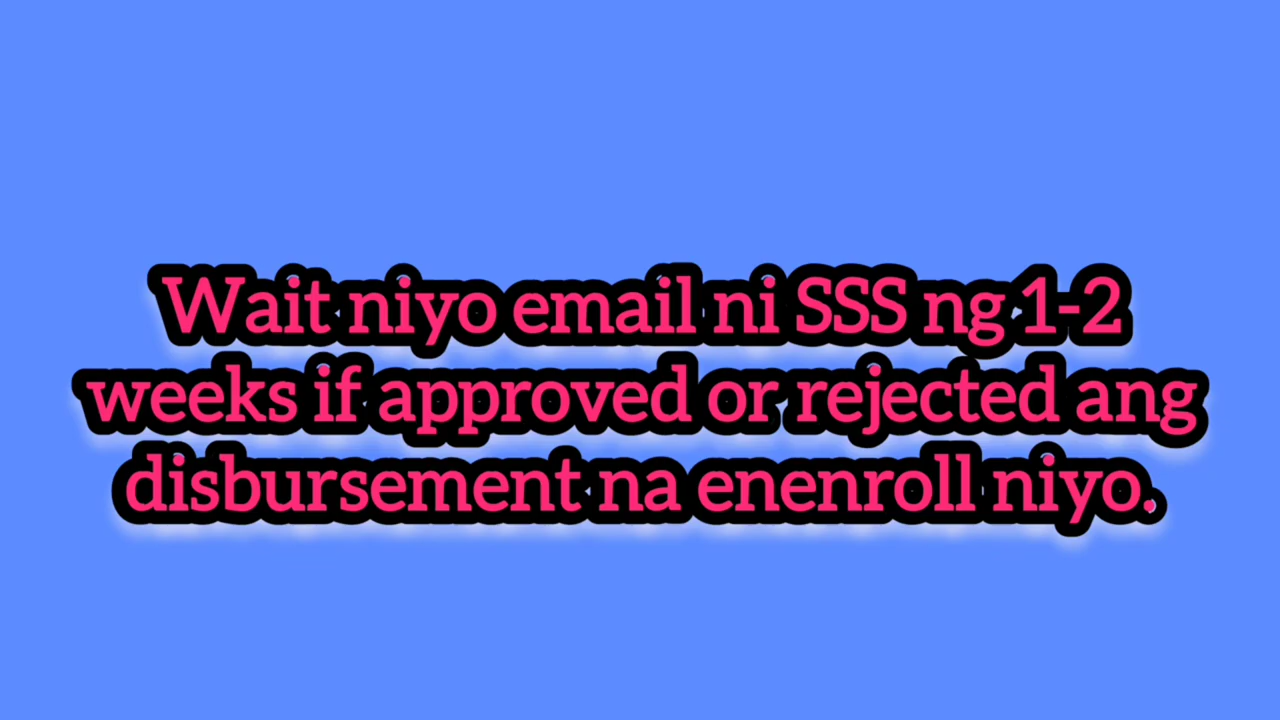 Wait niyo email ni SSS ng 1-2
weeks if approved or rejected ang
disbursement na enenroll niyo.